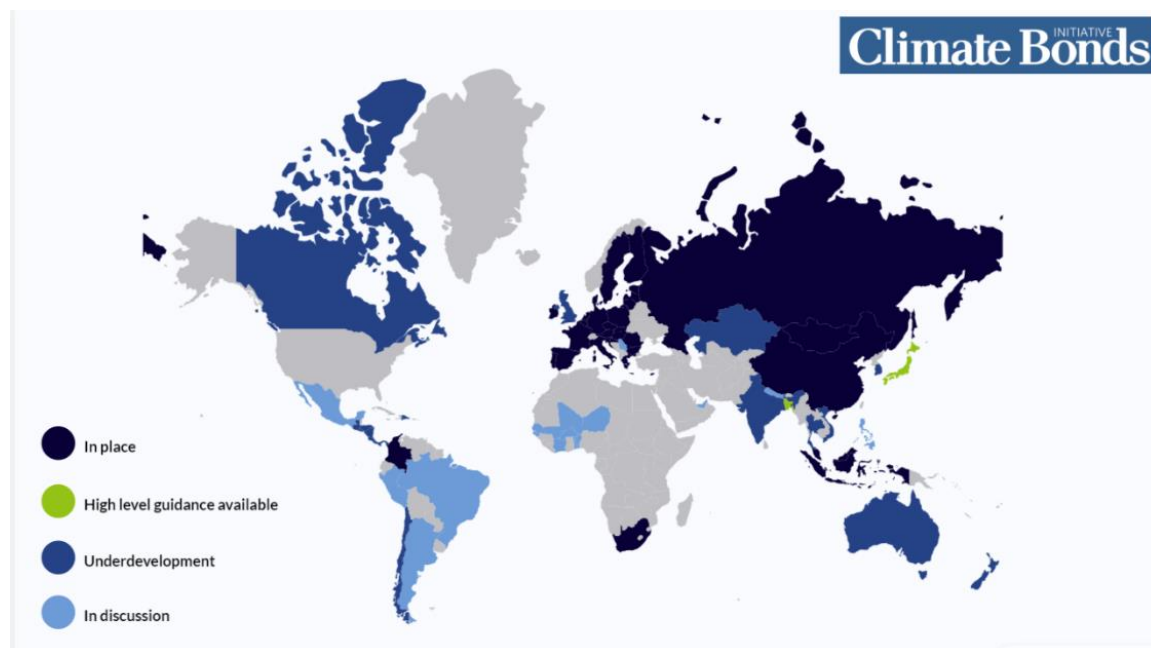 INITIATIVE
Climate Bonds
In place
High level guidance available
Underdevelopment
In discussion